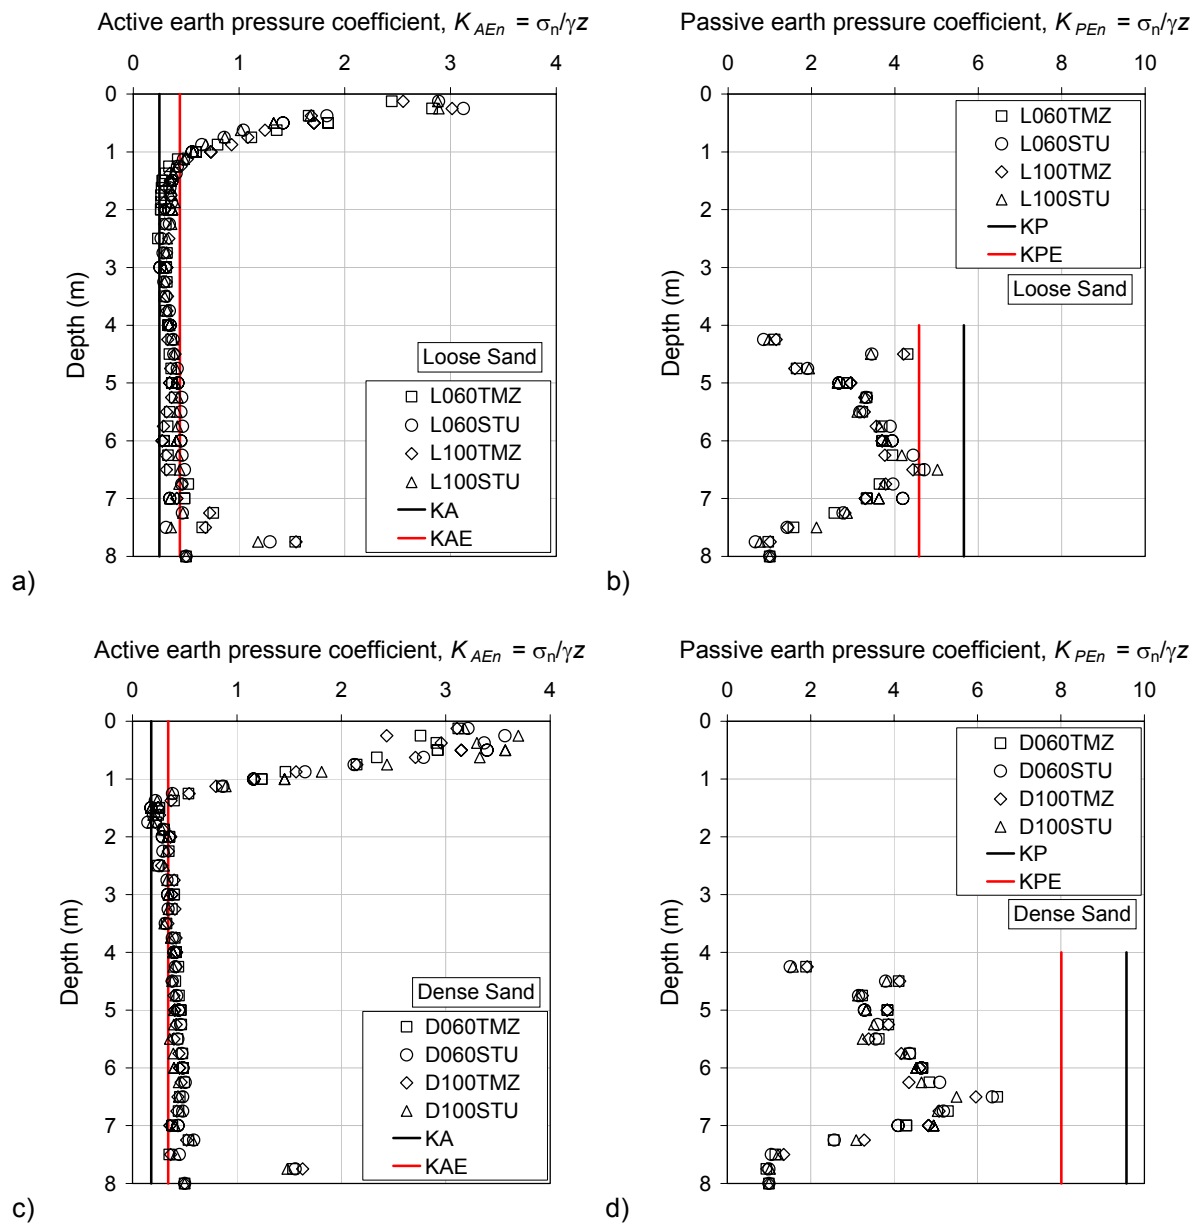 Active earth pressure coefficient, K AEn = σn/γz
0 1 2 3 4
0
1
2
3
4
5
6
7
8
Depth (m)
Loose Sand
L060TMZ
L060STU
L100TMZ
L100STU
KA
KAE
a)
Passive earth pressure coefficient, K PEn = σn/γz
0 2 4 6 8 10
0
1
2
3
4
5
6
7
8
Depth (m)
L060TMZ
L060STU
L100TMZ
L100STU
KP
KPE
Loose Sand
b)
Active earth pressure coefficient, K AEn = σn/γz
0 1 2 3 4
0
1
2
3
4
5
6
7
8
Depth (m)
Dense Sand
D060TMZ
D060STU
D100TMZ
D100STU
KA
KAE
c)
Passive earth pressure coefficient, K PEn = σn/γz
0 2 4 6 8 10
0
1
2
3
4
5
6
7
8
Depth (m)
D060TMZ
D060STU
D100TMZ
D100STU
KP
KPE
Dense Sand
d)